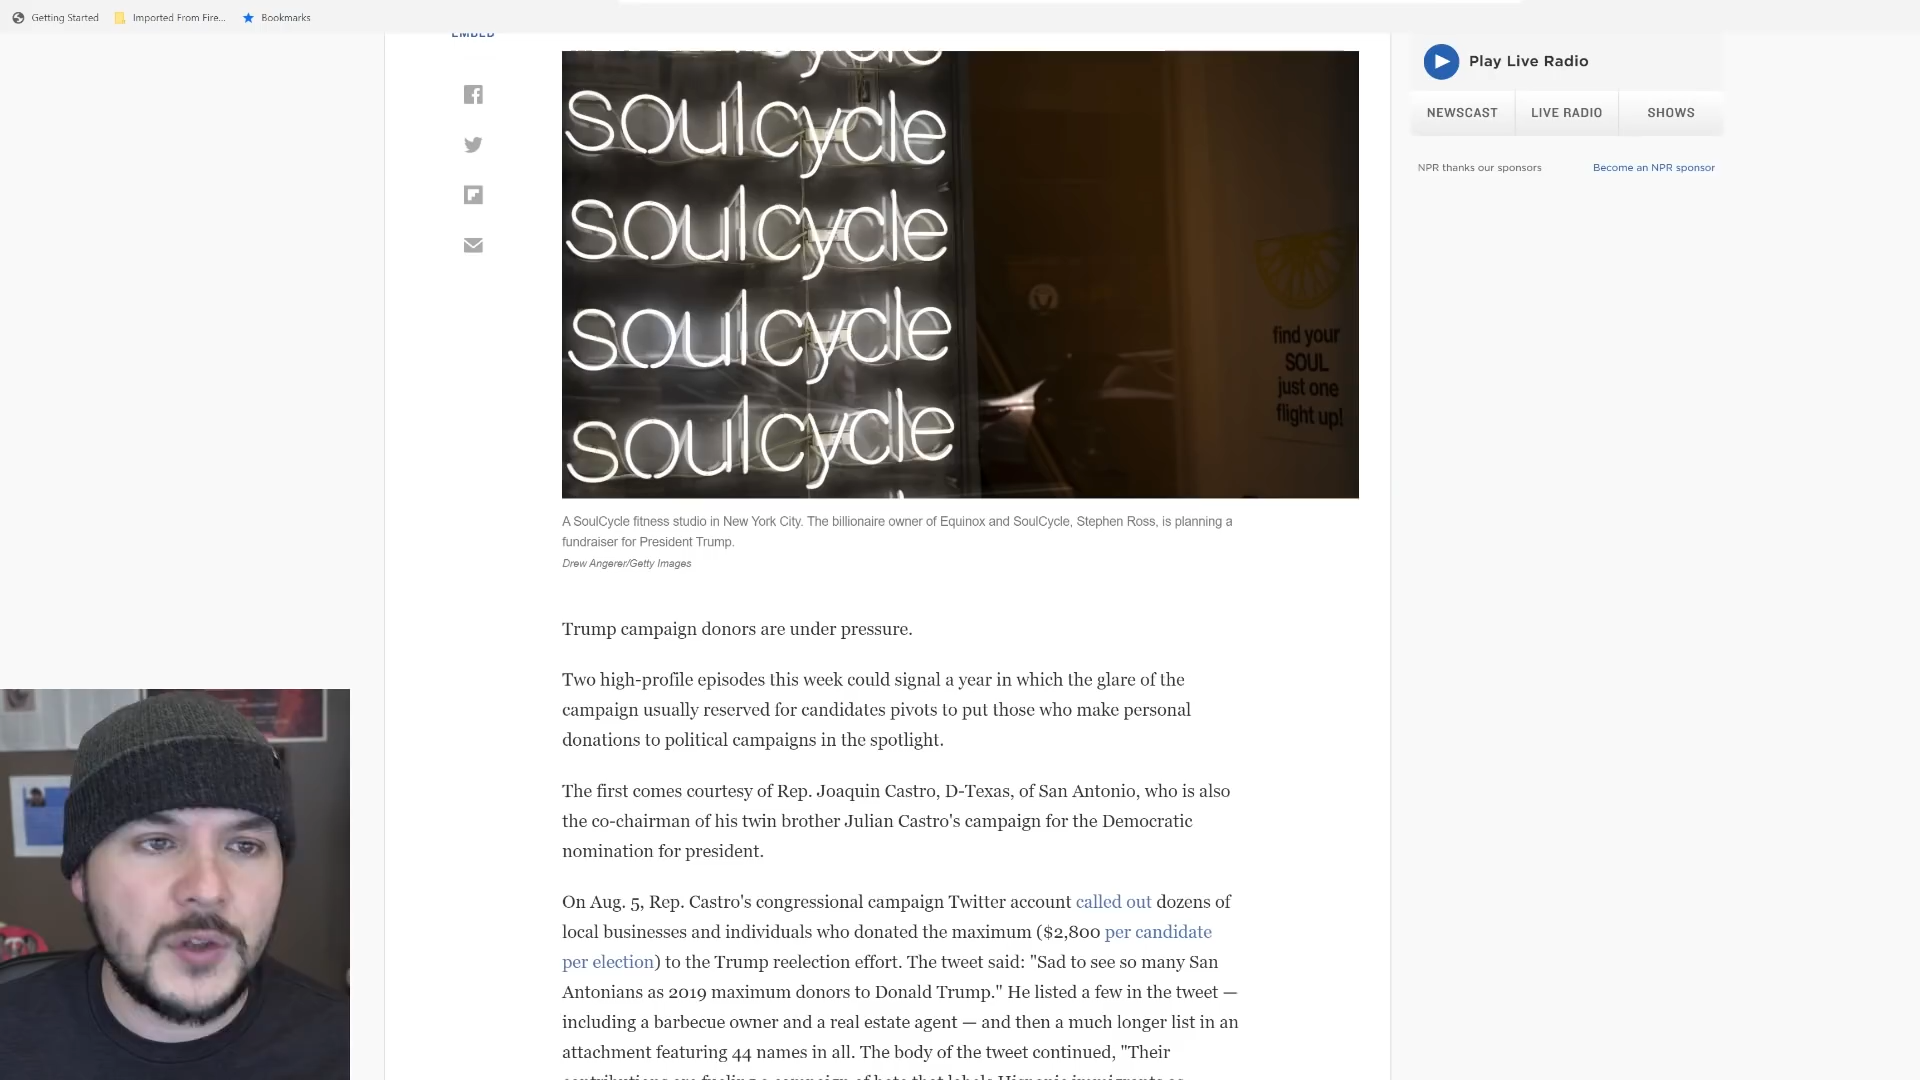 Getting Started
Imported From Fire...
Bookmarks
EMBED
soulcycle
soulcycle
soulcycle
soulcycle
soulcycle
find your
SOUL
just one
flight up!
Play Live Radio
NEWSCAST
LIVE RADIO
SHOWS
NPR thanks our sponsors
Become an NPR sponsor
A SoulCycle fitness studio in New York City. The billionaire owner of Equinox and SoulCycle, Stephen Ross, is planning a
fundraiser for President Trump.
Drew Angerer/Getty Images
Trump campaign donors are under pressure.
Two high-profile episodes this week could signal a year in which the glare of the
campaign usually reserved for candidates pivots to put those who make personal
donations to political campaigns in the spotlight.
The first comes courtesy of Rep. Joaquin Castro, D-Texas, of San Antonio, who is also
the co-chairman of his twin brother Julian Castro's campaign for the Democratic
nomination for president.
On Aug. 5, Rep. Castro's congressional campaign Twitter account called out dozens of
local businesses and individuals who donated the maximum ($2,800 per candidate
per election) to the Trump reelection effort. The tweet said: "Sad to see so many San
Antonians as 2019 maximum donors to Donald Trump." He listed a few in the tweet —
including a barbecue owner and a real estate agent — and then a much longer list in an
attachment featuring 44 names in all. The body of the tweet continued, "Their